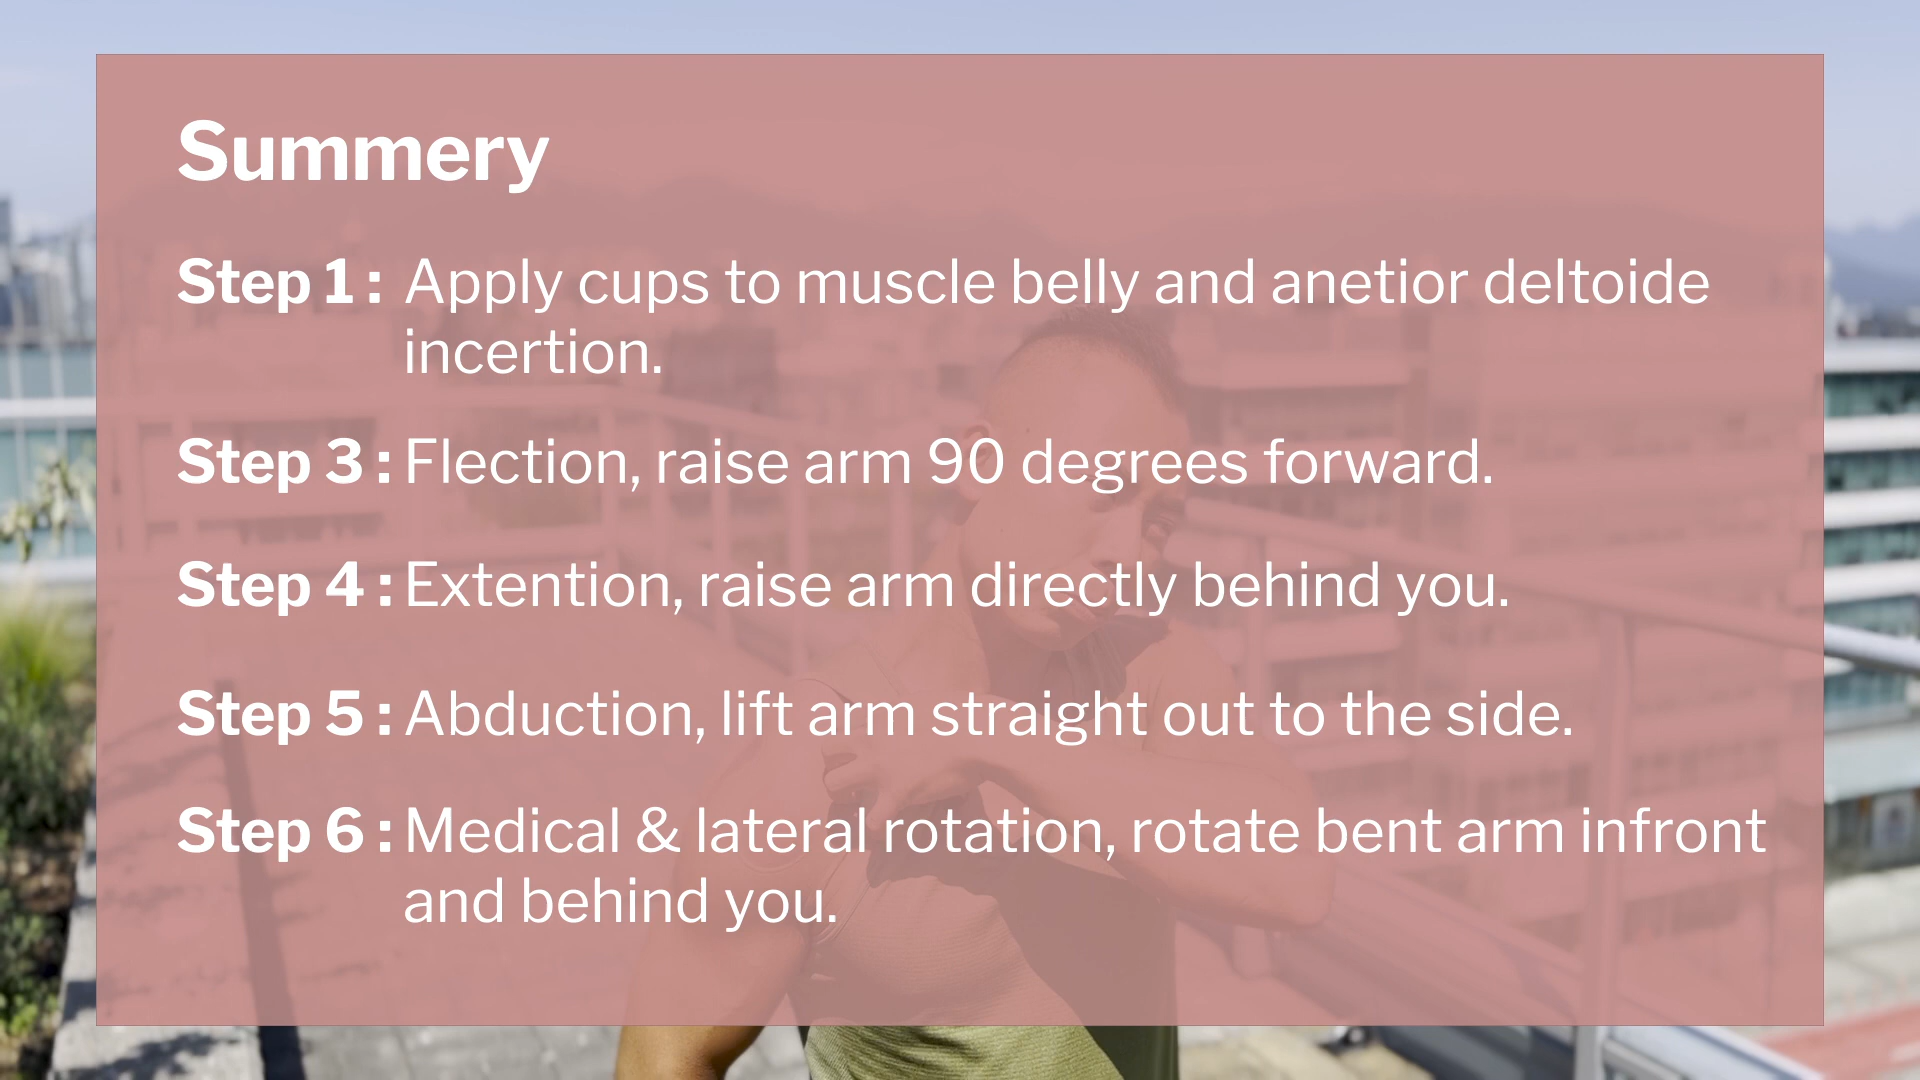 Summery
Step 1 : Apply cups to muscle belly and anetior deltoide
incertion.
Step 3 : Flection, raise arm 90 degrees forward.
Step 4 : Extention, raise arm directly behind you.
Step 5 : Abduction, lift arm straight out to the side.
Step 6 : Medical & lateral rotation, rotate bent arm infront
and behind you.